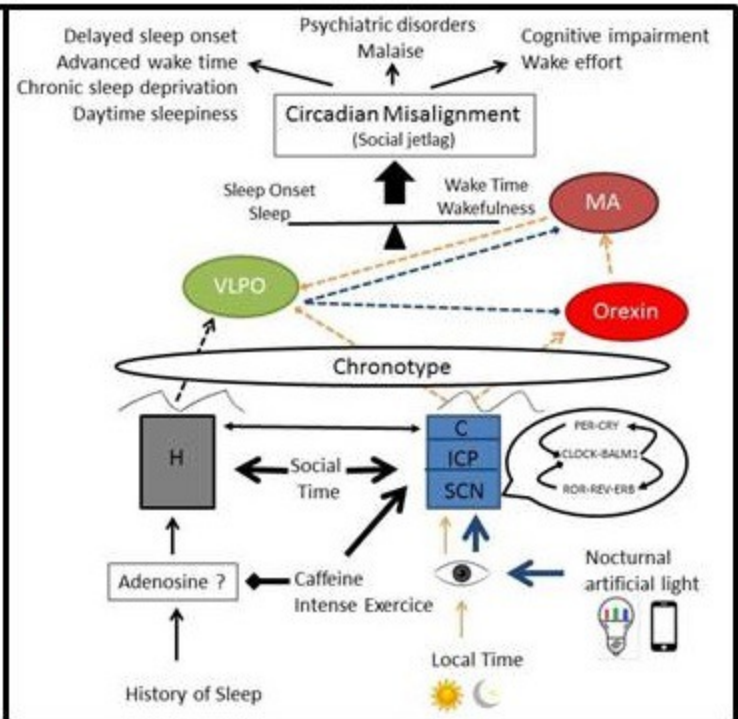 Delayed sleep onset
Advanced wake time
Chronic sleep deprivation
Daytime sleepiness
Psychiatric disorders
Malaise
Cognitive impairment
Wake effort
Circadian Misalignment
(Social jetlag)
Sleep Onset
Sleep
Wake Time
Wakefulness
MA
VLPO
Orexin
Chronotype
H
C
ICP
SCN
PER-CRY
CLOCK-BALM1
ROR-REV-ERB
Social
Time
Adenosine ?
Caffeine
Intense Exercice
Nocturnal
artificial light
Local Time
History of Sleep